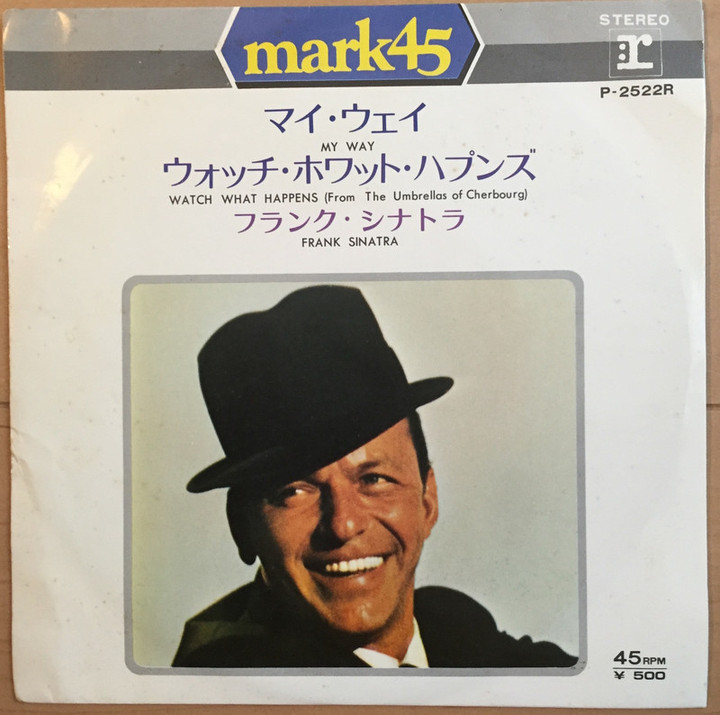 mark45
STEREO
:r
P-2522R
マイ・ウェイ
MY WAY
ウォッチ・ホワット・ハプンズ
WATCH WHAT HAPPENS (From The Umbrellas of Cherbourg)
フランク・シナトラ
FRANK SINATRA
45 RPM
¥ 500